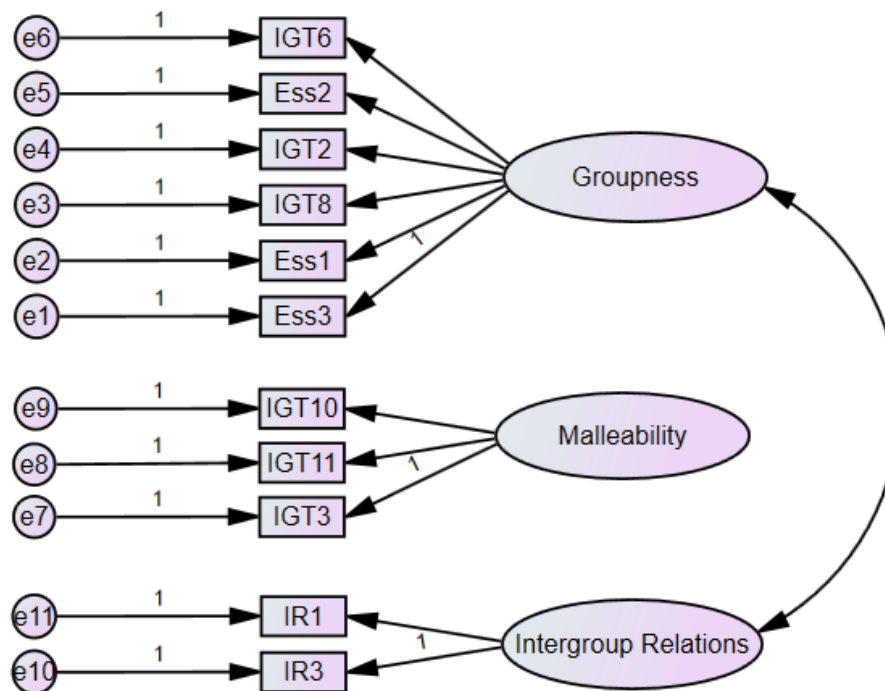 e6 1 IGT6
e5 1 Ess2
e4 1 IGT2
Groupness
e3 1 IGT8
e2 1 Ess1 1
e1 1 Ess3
e9 1 IGT10
Malleability
e8 1 IGT11 1
e7 1 IGT3
e11 1 IR1
1 Intergroup Relations
e10 1 IR3